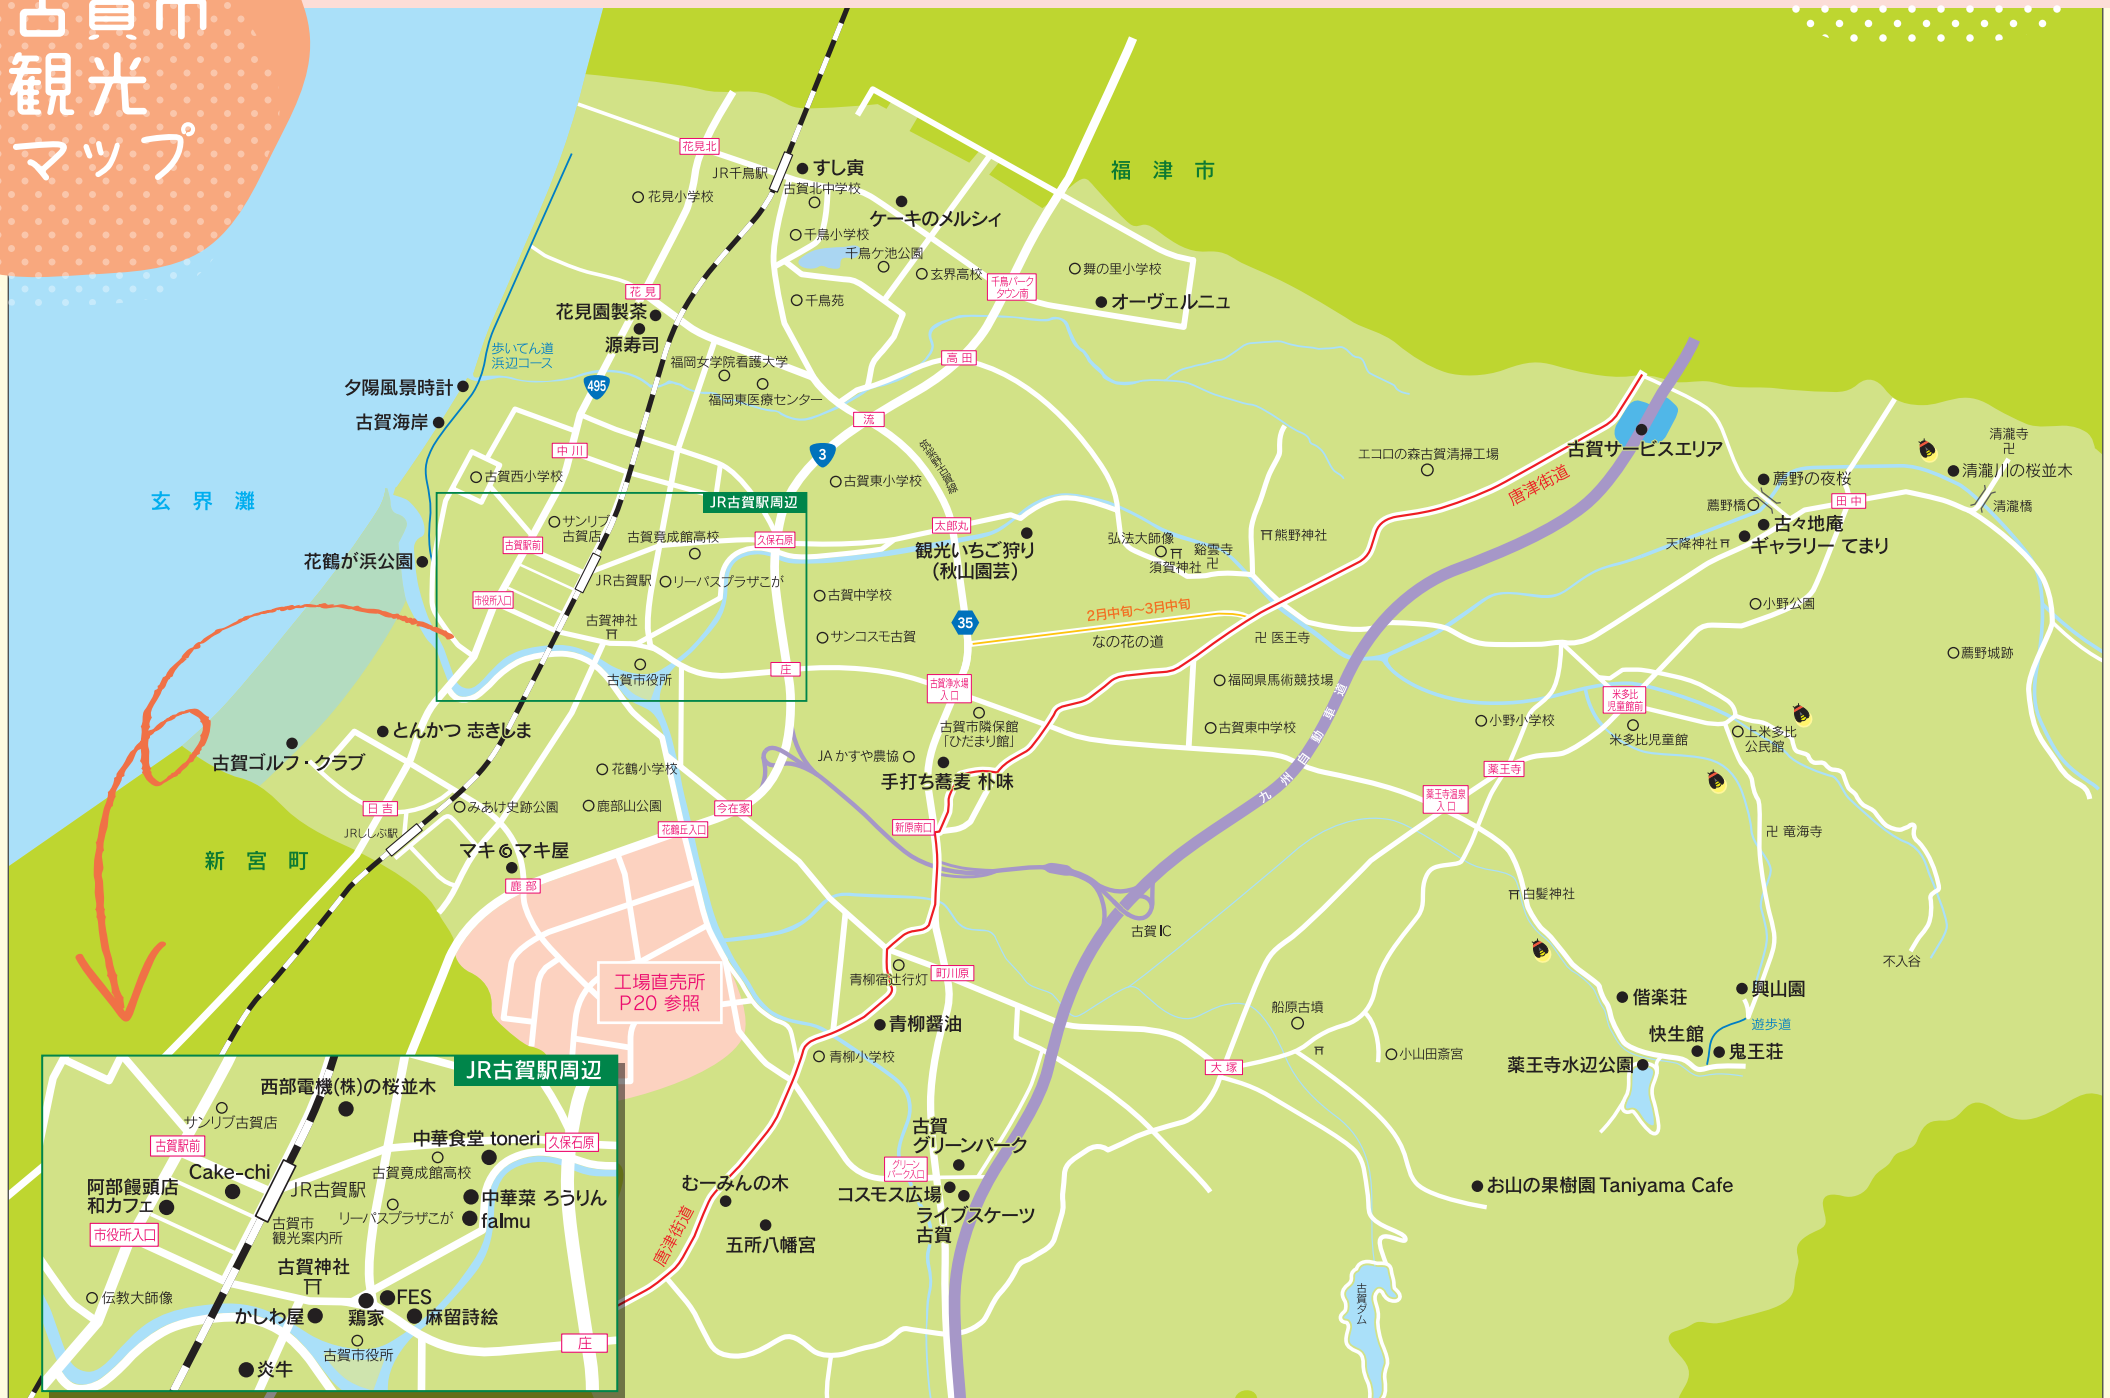 古賀市
観光
マップ
福津市
花見北
JR千鳥駅
すし寅
古賀北中学校
花見小学校
ケーキのメルシィ
千鳥小学校
千鳥ケ池公園
玄界高校
舞の里小学校
千鳥パーク
タウン南
千鳥苑
オーヴェルニュ
花見
花見園製茶
源寿司
歩いてん道
浜辺コース
福岡女学院看護大学
福岡東医療センター
高田
495
夕陽風景時計
古賀海岸
流
3
中川
筑紫野古賀線
古賀西小学校
古賀東小学校
エコロの森古賀清掃工場
古賀サービスエリア
唐津街道
清瀧寺
卍
清瀧川の桜並木
清瀧橋
薦野の夜桜
薦野橋
田中
古々地庵
天降神社
ギャラリー てまり
玄界灘
JR古賀駅周辺
サンリブ
古賀店
古賀竟成館高校
久保石原
古賀駅前
太郎丸
観光いちご狩り
(秋山園芸)
弘法大師像
須賀神社
谿雲寺
卍
熊野神社
花鶴が浜公園
JR古賀駅
リーパスプラザこが
市役所入口
古賀中学校
古賀神社
サンコスモ古賀
35
2月中旬~3月中旬
なの花の道
卍 医王寺
小野公園
薦野城跡
古賀市役所
庄
古賀浄水場
入口
福岡県馬術競技場
古賀市隣保館
「ひだまり館」
古賀東中学校
小野小学校
米多比
児童館前
米多比児童館
上米多比
公民館
とんかつ 志きしま
古賀ゴルフ・クラブ
JAかすや農協
手打ち蕎麦 朴味
九州自動車道
花鶴小学校
薬王寺
薬王寺温泉
入口
日吉
みあけ史跡公園
鹿部山公園
今在家
花鶴丘入口
新原南口
JRししぶ駅
卍 竜海寺
新宮町
マキマキ屋
鹿部
白髪神社
古賀IC
工場直売所
P20 参照
青柳宿辻行灯
町川原
不入谷
偕楽荘
興山園
遊歩道
青柳醤油
船原古墳
快生館
鬼王荘
青柳小学校
小山田斎宮
大塚
薬王寺水辺公園
古賀
グリーンパーク
グリーン
パーク入口
コスモス広場
ライブスケーツ
古賀
むーみんの木
五所八幡宮
唐津街道
お山の果樹園 Taniyama Cafe
古賀ダム
JR古賀駅周辺
西部電機(株)の桜並木
サンリブ古賀店
古賀駅前
中華食堂 toneri
久保石原
古賀竟成館高校
Cake-chi
JR古賀駅
阿部饅頭店
和カフェ
中華菜 ろうりん
リーパスプラザこが
falmu
市役所入口
古賀市
観光案内所
古賀神社
伝教大師像
FES
かしわ屋
鶏家
麻留詩絵
古賀市役所
庄
炎牛